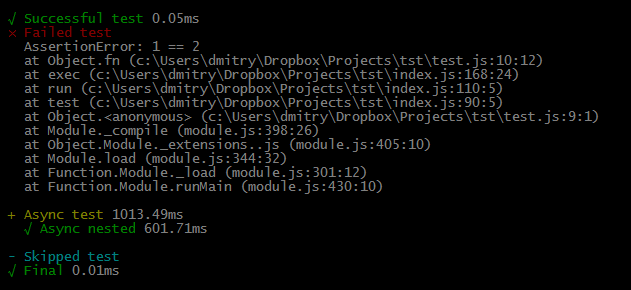 √ Successful test 0.05ms
× Failed test
AssertionError: 1 == 2
at Object.fn (c:\Users\dmitry\Dropbox\Projects\tst\test.js:10:12)
at exec (c:\Users\dmitry\Dropbox\Projects\tst\index.js:168:24)
at run (c:\Users\dmitry\Dropbox\Projects\tst\index.js:110:5)
at test (c:\Users\dmitry\Dropbox\Projects\tst\index.js:90:5)
at Object.<anonymous> (c:\Users\dmitry\Dropbox\Projects\tst\test.js:9:1)
at Module._compile (module.js:398:26)
at Object.Module._extensions..js (module.js:405:10)
at Module.load (module.js:344:32)
at Function.Module._load (module.js:301:12)
at Function.Module.runMain (module.js:430:10)
+ Async test 1013.49ms
√ Async nested 601.71ms
- Skipped test
√ Final 0.01ms